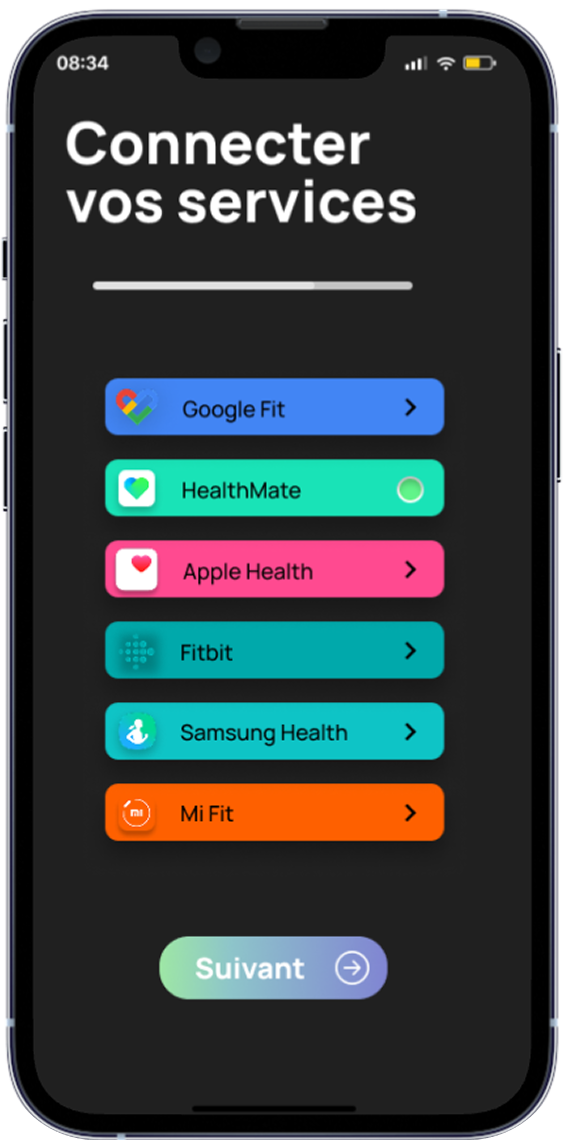 08:34
Connecter
vos services
Google Fit
HealthMate
Apple Health
Fitbit
Samsung Health
mi Mi Fit
Suivant